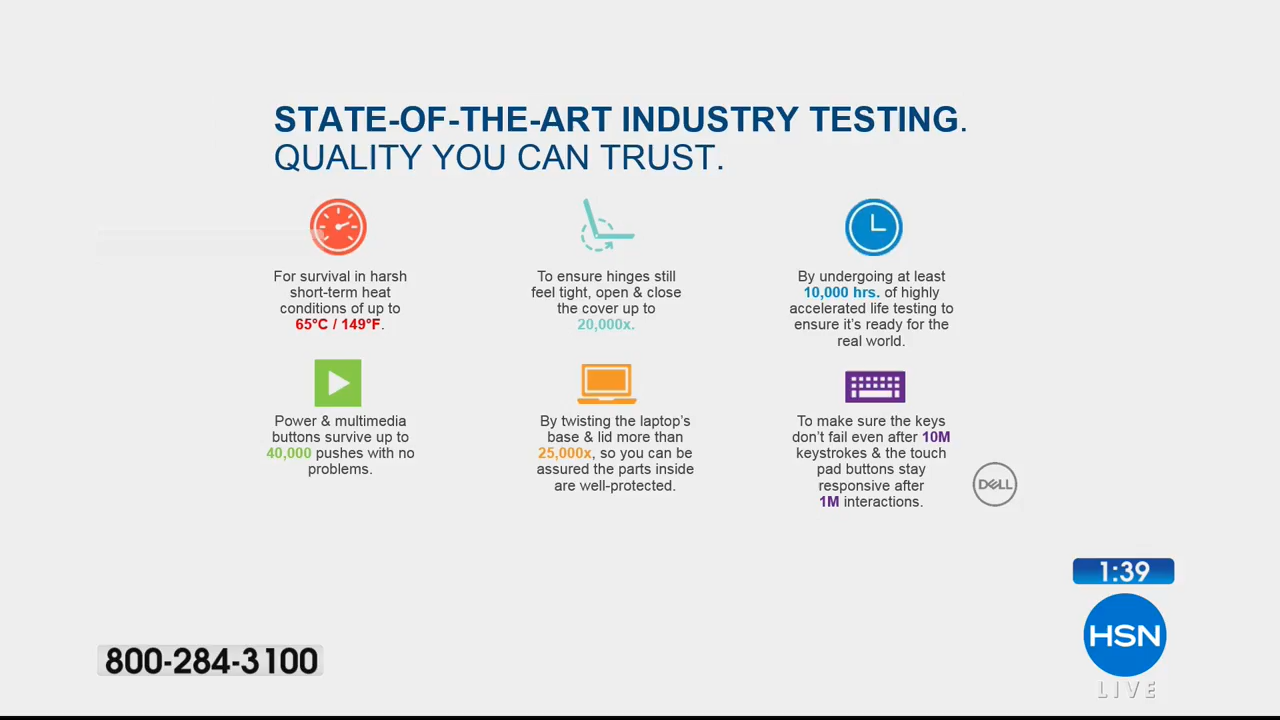 STATE-OF-THE-ART INDUSTRY TESTING.
QUALITY YOU CAN TRUST.
For survival in harsh
short-term heat
conditions of up to
65°C / 149°F.
To ensure hinges still
feel tight, open & close
the cover up to
20,000x.
By undergoing at least
10,000 hrs. of highly
accelerated life testing to
ensure it's ready for the
real world.
Power & multimedia
buttons survive up to
40,000 pushes with no
problems.
By twisting the laptop's
base & lid more than
25,000x, so you can be
assured the parts inside
are well-protected.
To make sure the keys
don't fail even after 10M
keystrokes & the touch
pad buttons stay
responsive after
1M interactions.
DELL
1:39
HSN
LIVE
800-284-3100